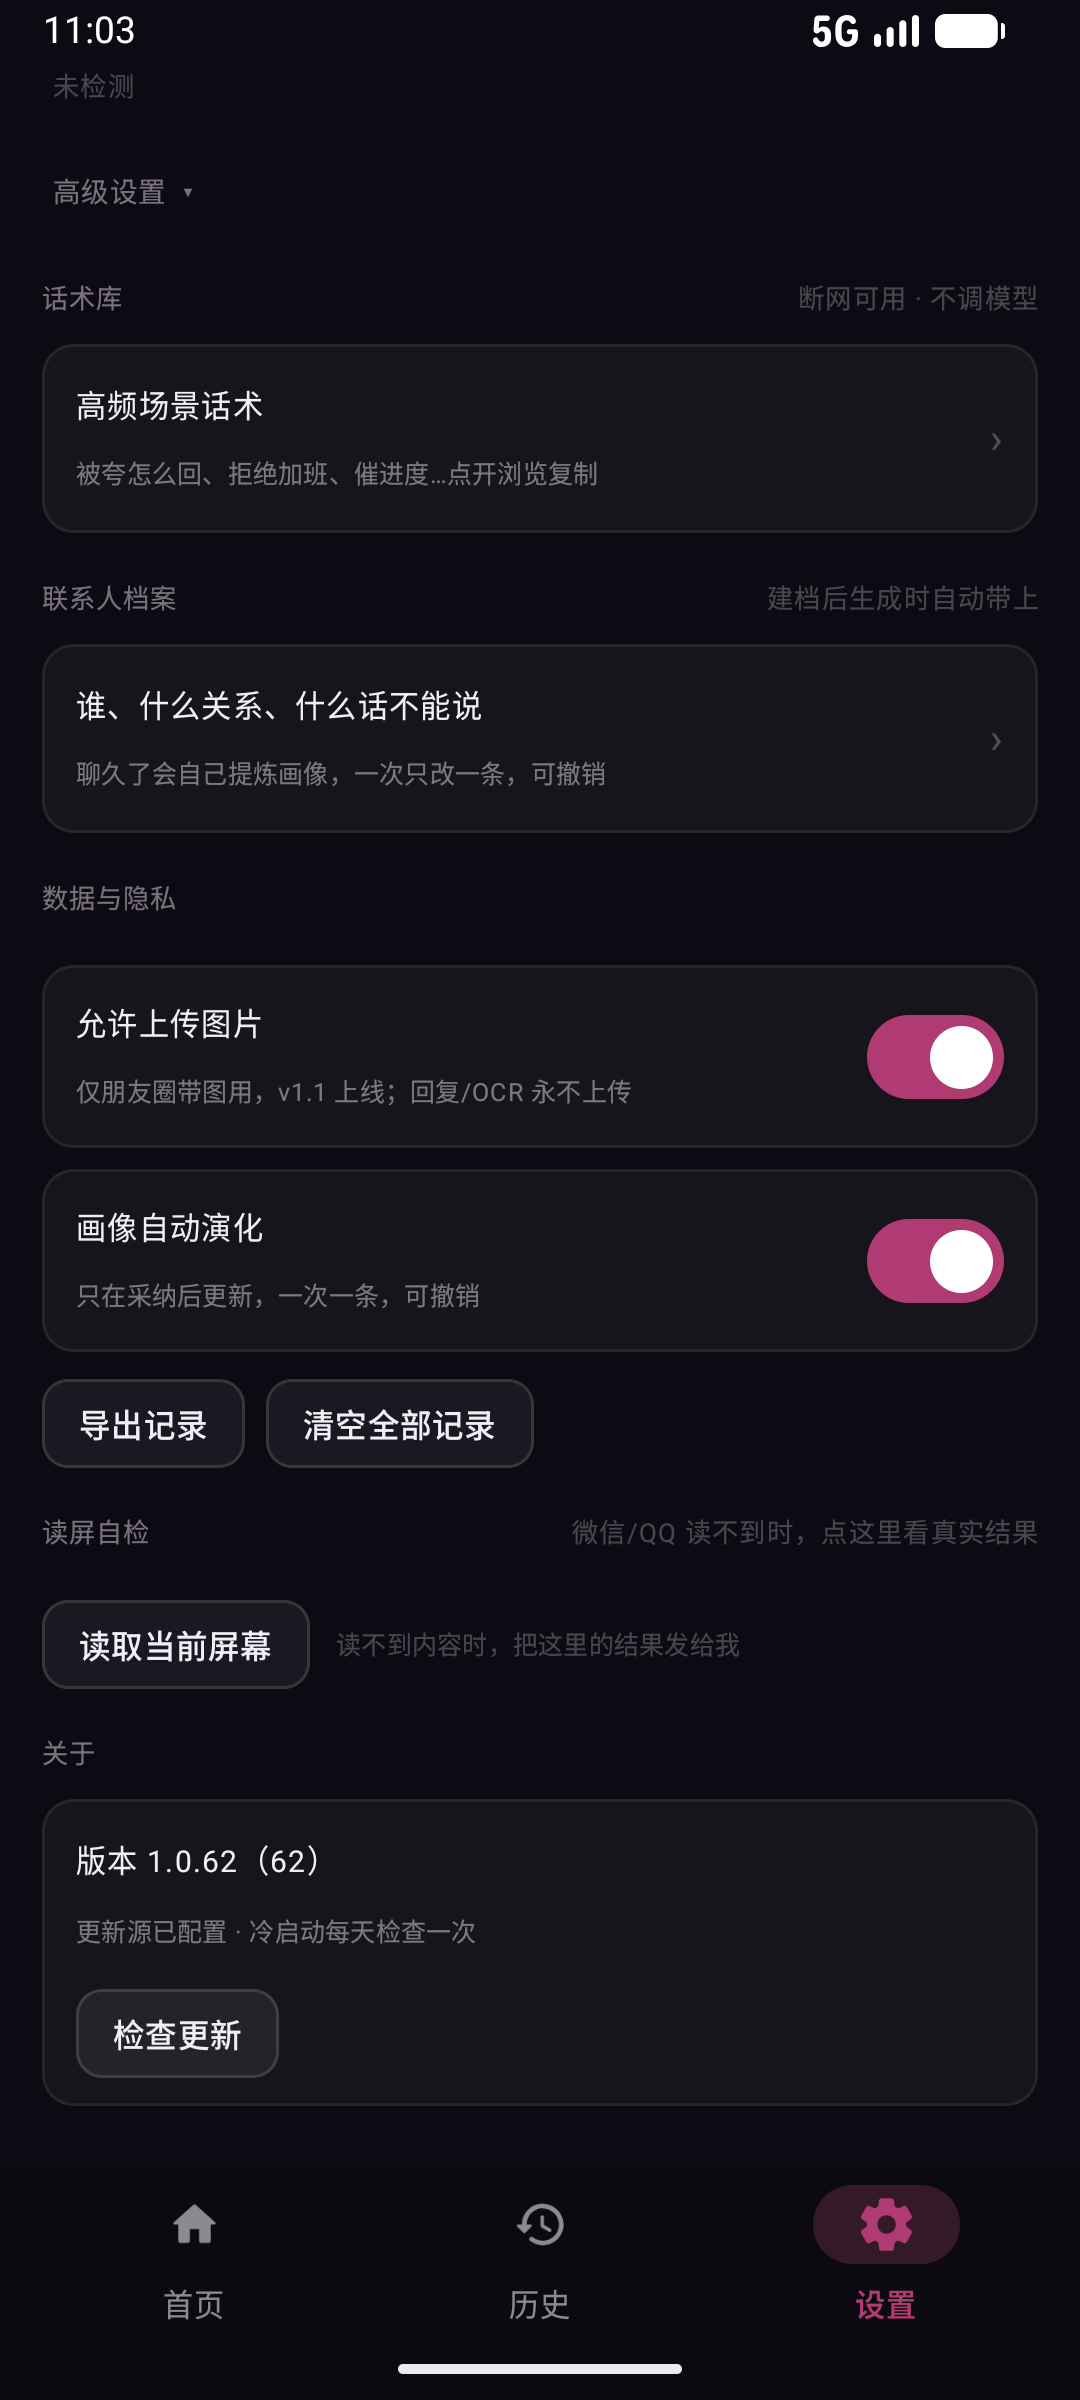 11:03 5G
未检测
高级设置 ▾
话术库 断网可用 · 不调模型
高频场景话术
被夸怎么回、拒绝加班、催进度…点开浏览复制
联系人档案 建档后生成时自动带上
谁、什么关系、什么话不能说
聊久了会自己提炼画像，一次只改一条，可撤销
数据与隐私
允许上传图片
仅朋友圈带图用，v1.1 上线；回复/OCR 永不上传
画像自动演化
只在采纳后更新，一次一条，可撤销
导出记录 清空全部记录
读屏自检 微信/QQ 读不到时，点这里看真实结果
读取当前屏幕 读不到内容时，把这里的结果发给我
关于
版本 1.0.62（62）
更新源已配置 · 冷启动每天检查一次
检查更新
首页 历史 设置